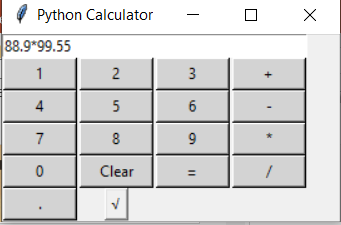 Python Calculator
88.9*99.55
1 2 3 +
4 5 6 -
7 8 9 *
0 Clear = /
. √